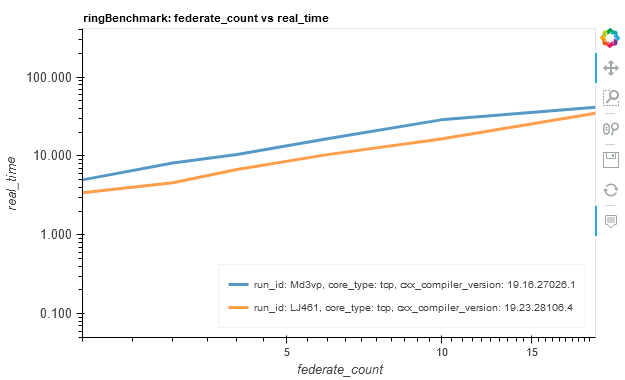 ringBenchmark: federate_count vs real_time
100.000
10.000
1.000
0.100
real_time
run_id: Md3vp, core_type: tcp, cxx_compiler_version: 19.16.27026.1
run_id: LJ461, core_type: tcp, cxx_compiler_version: 19.23.28106.4
5
10
15
federate_count